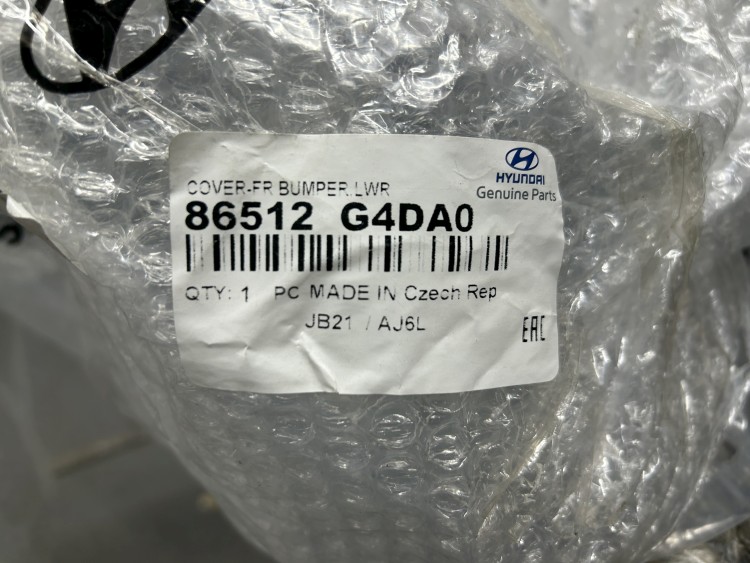 HYUNDAI
Genuine Parts
COVER-FR BUMPER.LWR
86512 G4DA0
QTY: 1 PC MADE IN Czech Rep
JB21 / AJ6L
EAC